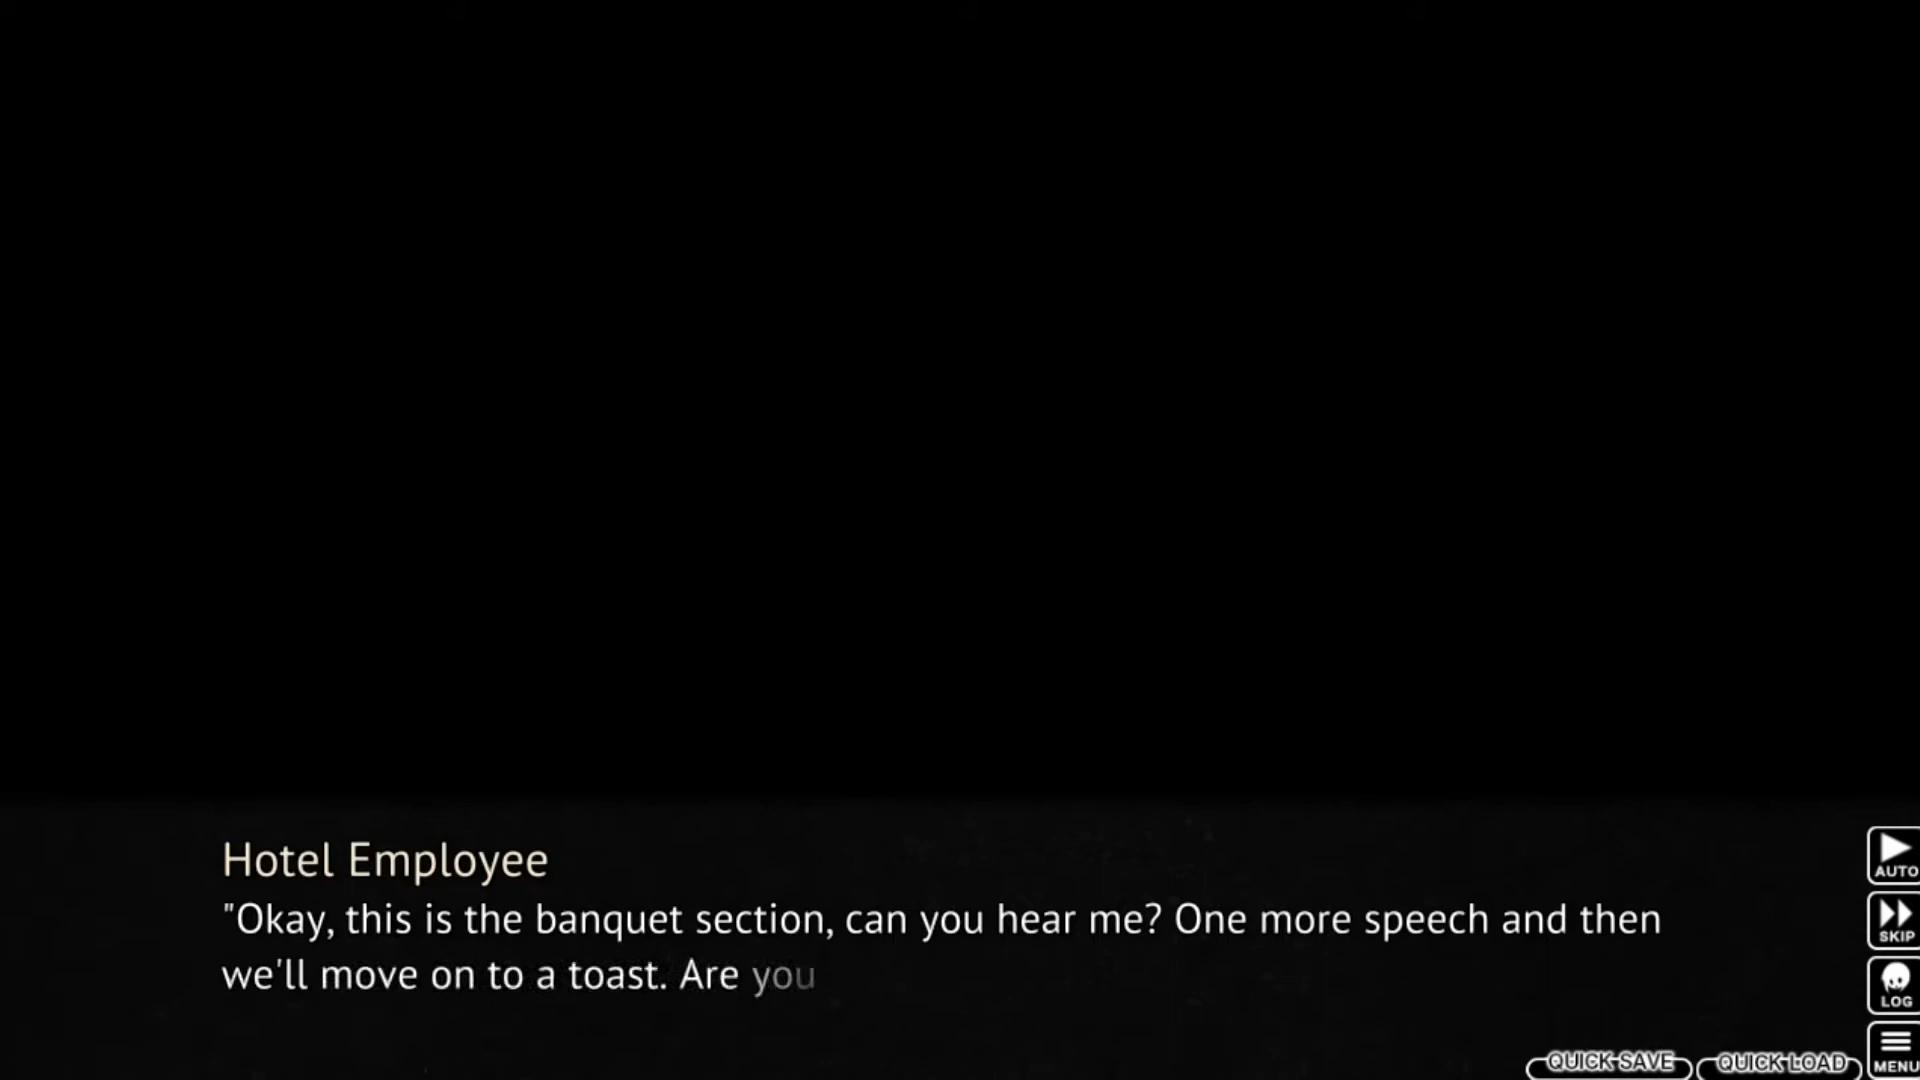 Hotel Employee
"Okay, this is the banquet section, can you hear me? One more speech and then
we'll move on to a toast. Are you
AUTO
SKIP
LOG
MENU
QUICK SAVE
QUICK LOAD